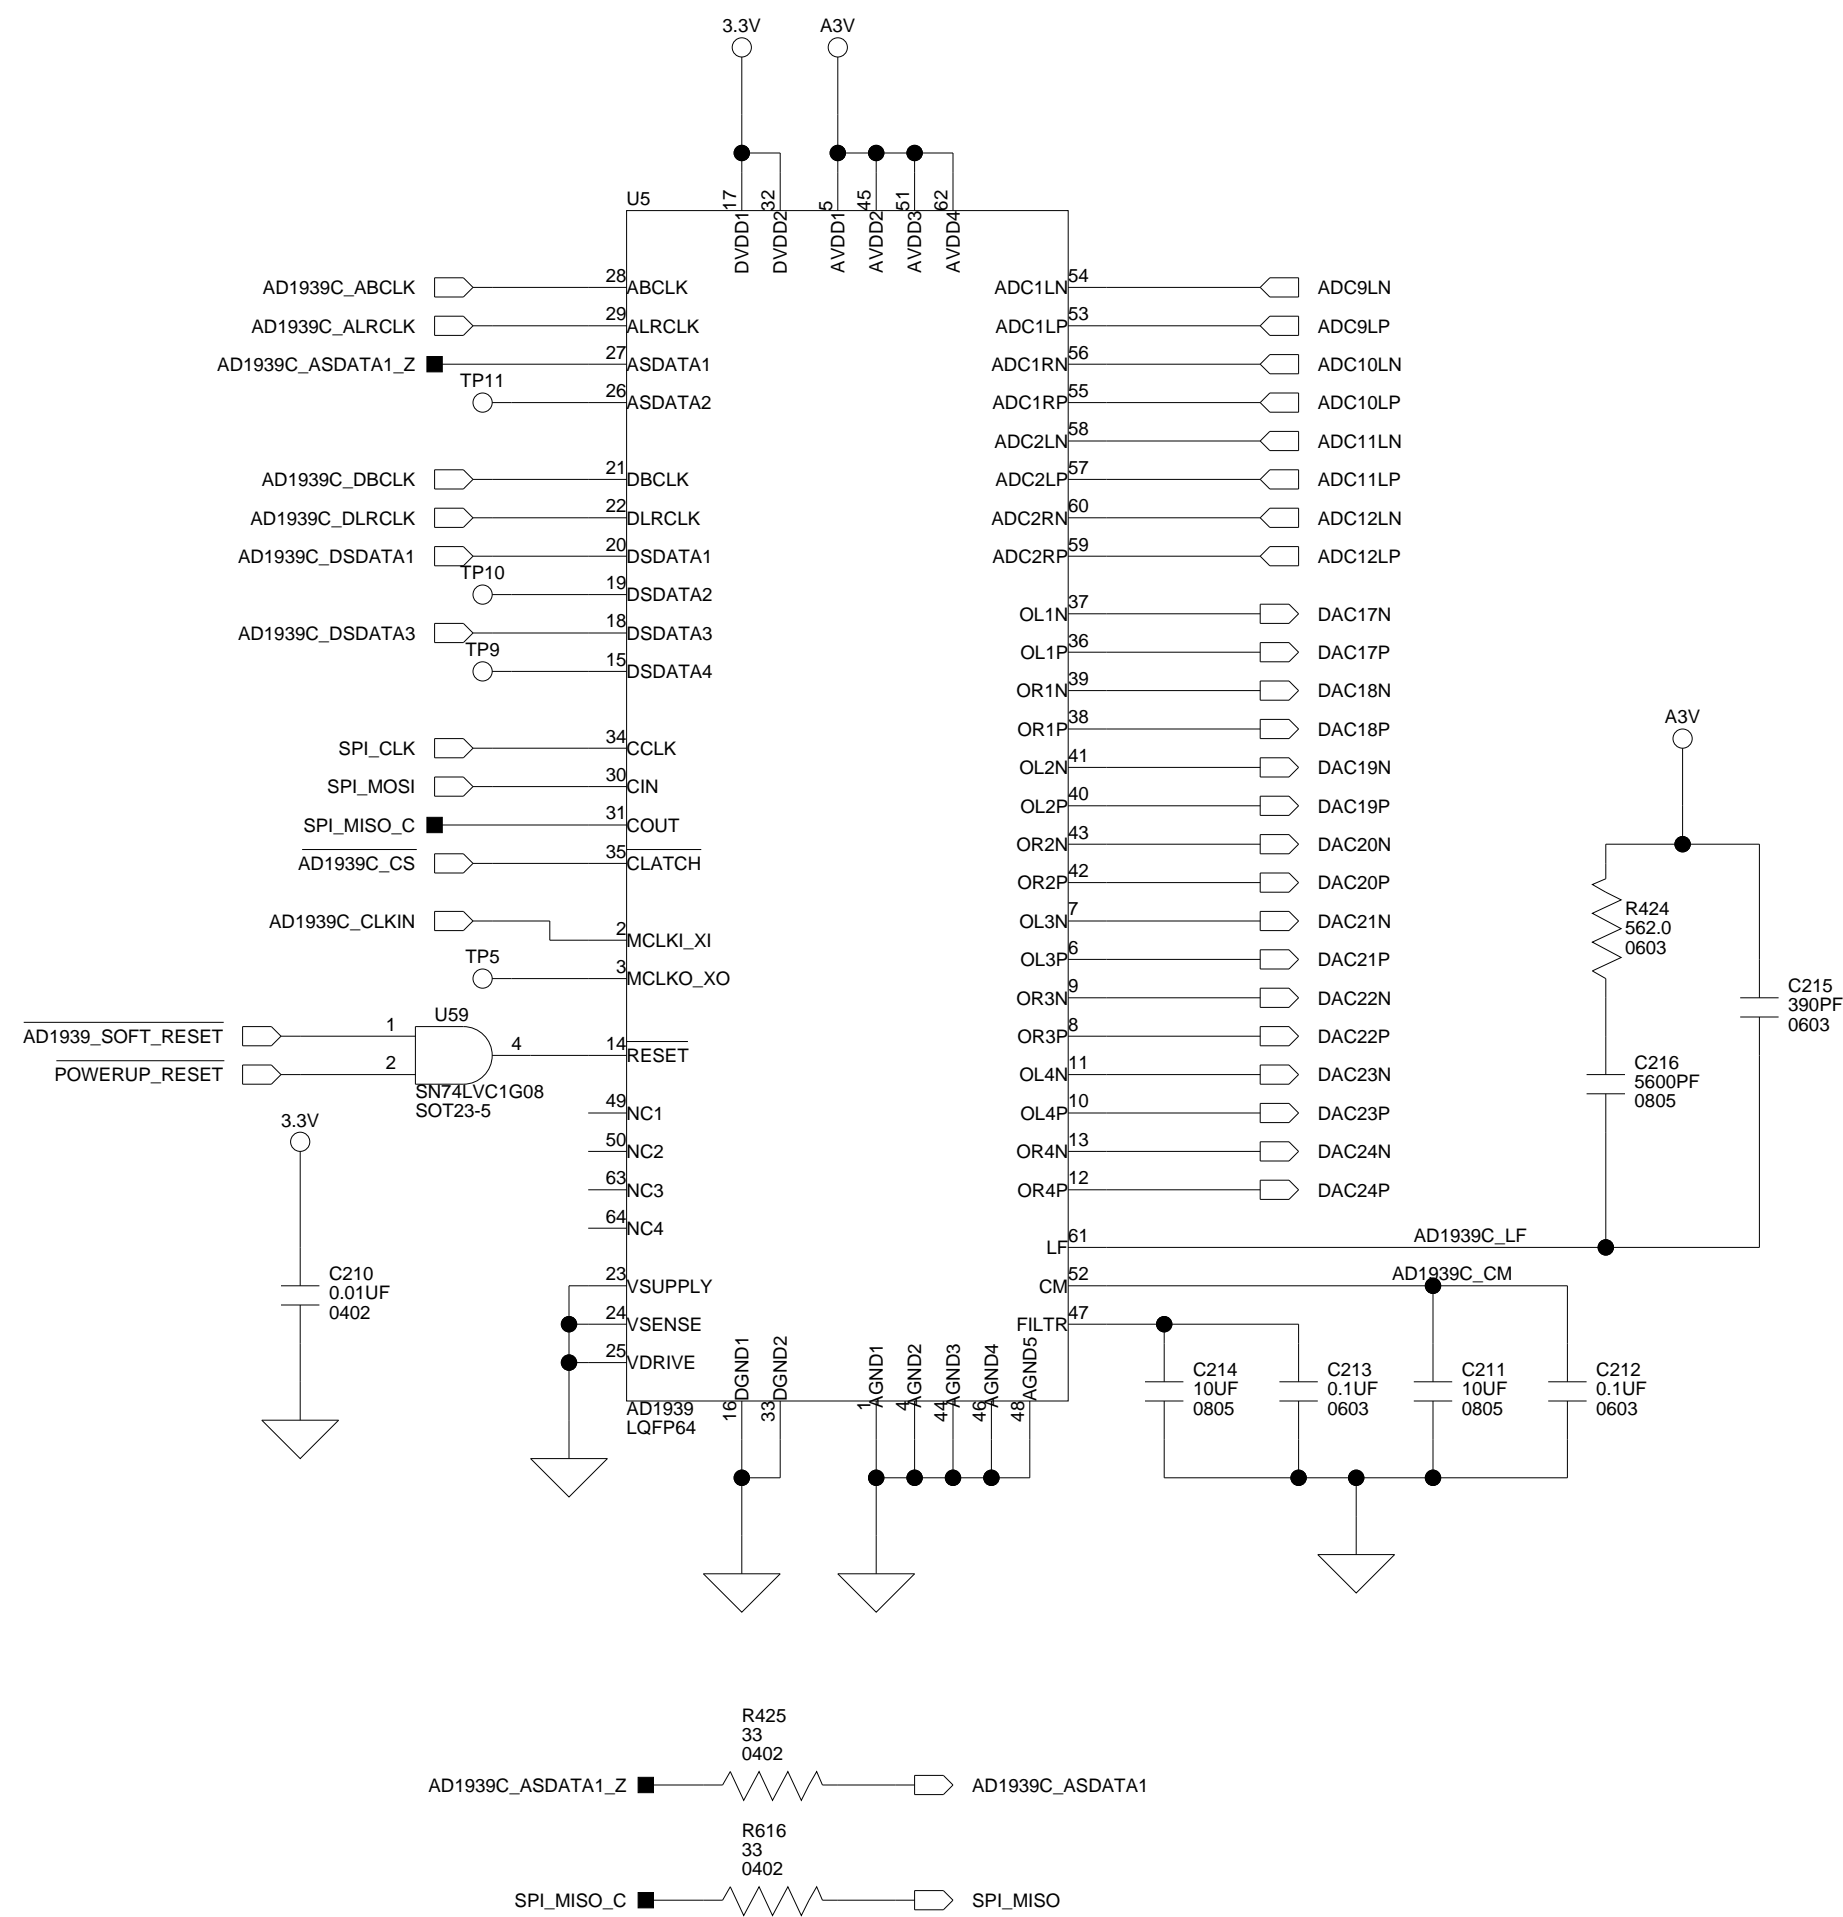 3.3V
A3V
U5
17
32
5
45
51
62
DVDD1
DVDD2
AVDD1
AVDD2
AVDD3
AVDD4
AD1939C_ABCLK 28 ABCLK
AD1939C_ALRCLK 29 ALRCLK
AD1939C_ASDATA1_Z 27 ASDATA1
TP11 26 ASDATA2
AD1939C_DBCLK 21 DBCLK
AD1939C_DLRCLK 22 DLRCLK
AD1939C_DSDATA1 20 DSDATA1
TP10 19 DSDATA2
AD1939C_DSDATA3 18 DSDATA3
TP9 15 DSDATA4
SPI_CLK 34 CCLK
SPI_MOSI 30 CIN
SPI_MISO_C 31 COUT
AD1939C_CS 35 CLATCH
AD1939C_CLKIN 2 MCLKI_XI
TP5 3 MCLKO_XO
AD1939_SOFT_RESET 1
POWERUP_RESET 2
U59
4
14 RESET
SN74LVC1G08
SOT23-5
49 NC1
50 NC2
63 NC3
64 NC4
23 VSUPPLY
24 VSENSE
25 VDRIVE
3.3V
C210
0.01UF
0402
ADC1LN 54 ADC9LN
ADC1LP 53 ADC9LP
ADC1RN 56 ADC10LN
ADC1RP 55 ADC10LP
ADC2LN 58 ADC11LN
ADC2LP 57 ADC11LP
ADC2RN 60 ADC12LN
ADC2RP 59 ADC12LP
OL1N 37 DAC17N
OL1P 36 DAC17P
OR1N 39 DAC18N
OR1P 38 DAC18P
OL2N 41 DAC19N
OL2P 40 DAC19P
OR2N 43 DAC20N
OR2P 42 DAC20P
OL3N 7 DAC21N
OL3P 6 DAC21P
OR3N 9 DAC22N
OR3P 8 DAC22P
OL4N 11 DAC23N
OL4P 10 DAC23P
OR4N 13 DAC24N
OR4P 12 DAC24P
LF 61 AD1939C_LF
CM 52 AD1939C_CM
FILTR 47
A3V
R424
562.0
0603
C215
390PF
0603
C216
5600PF
0805
C214
10UF
0805
C213
0.1UF
0603
C211
10UF
0805
C212
0.1UF
0603
DGND1
DGND2
AGND1
AGND2
AGND3
AGND4
AGND5
AD1939
LQFP64
16
33
1
4
44
46
48
R425
33
0402
AD1939C_ASDATA1_Z AD1939C_ASDATA1
R616
33
0402
SPI_MISO_C SPI_MISO